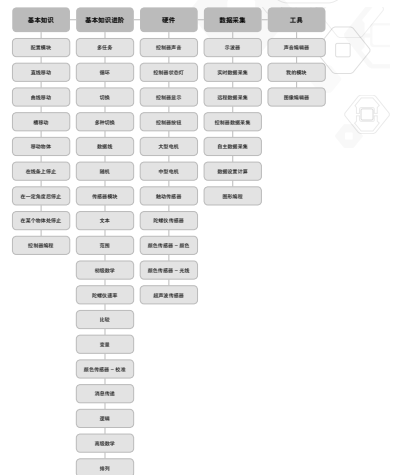 基本知识
基本知识进阶
硬件
数据采集
工具
配置模块
直线移动
曲线移动
槽移动
移动物体
在线条上停止
在一定角度后停止
在某个物体处停止
控制器编程
多任务
循环
切换
多种切换
数据线
随机
传感器模块
文本
范围
初级数学
陀螺仪速率
比较
变量
颜色传感器 – 校准
消息传递
逻辑
高级数学
排列
控制器声音
控制器状态灯
控制器显示
控制器按钮
大型电机
中型电机
触动传感器
陀螺仪传感器
颜色传感器 – 颜色
颜色传感器 – 光线
超声波传感器
示波器
实时数据采集
远程数据采集
控制器数据采集
自主数据采集
数据设置计算
图形编程
声音编辑器
我的模块
图像编辑器